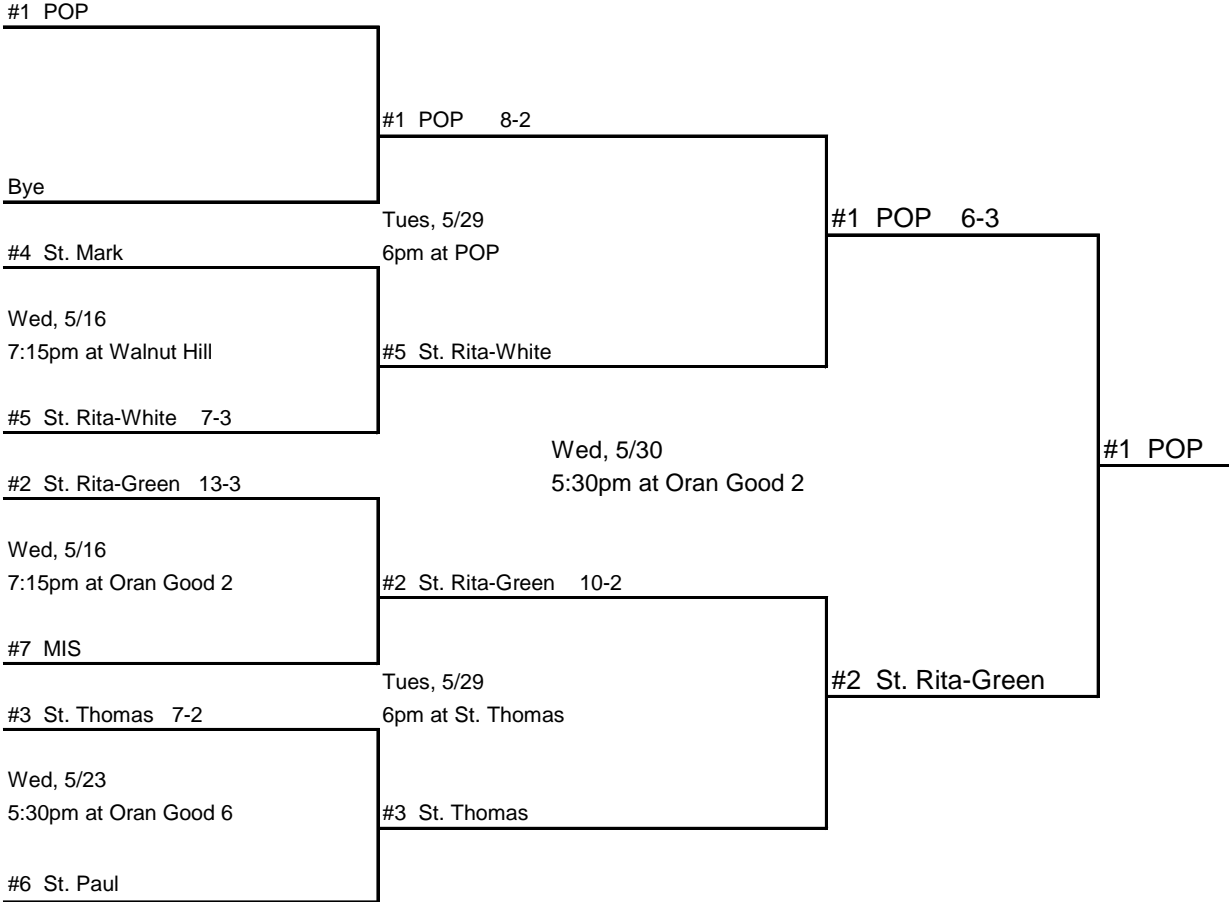 #1 POP
#1 POP 8-2
Bye
Tues, 5/29
6pm at POP
#1 POP 6-3
#4 St. Mark
Wed, 5/16
7:15pm at Walnut Hill
#5 St. Rita-White
#5 St. Rita-White 7-3
Wed, 5/30
5:30pm at Oran Good 2
#1 POP
#2 St. Rita-Green 13-3
Wed, 5/16
7:15pm at Oran Good 2
#2 St. Rita-Green 10-2
#7 MIS
Tues, 5/29
6pm at St. Thomas
#2 St. Rita-Green
#3 St. Thomas 7-2
Wed, 5/23
5:30pm at Oran Good 6
#3 St. Thomas
#6 St. Paul